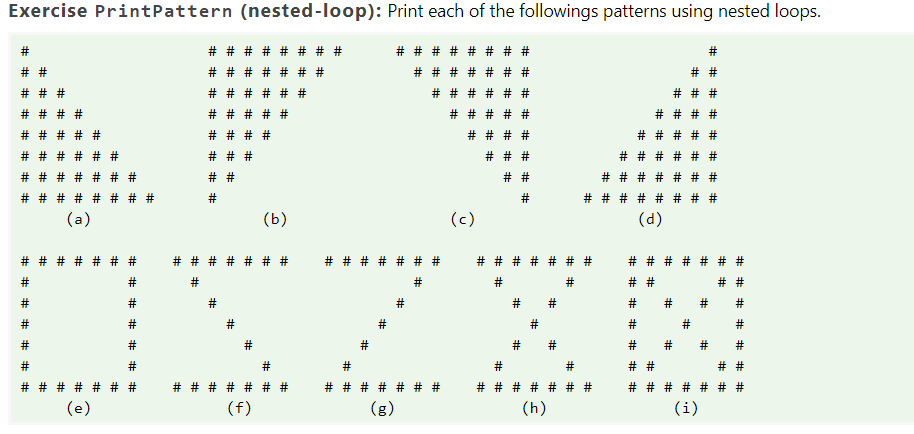 Exercise PrintPattern (nested-loop): Print each of the followings patterns using nested loops.
#                    # # # # # # # #      # # # # # # # #                    #
# #                  # # # # # # #          # # # # # # #                  # #
# # #                # # # # # #              # # # # # #                # # #
# # # #              # # # # #                  # # # # #              # # # #
# # # # #            # # # #                      # # # #            # # # # #
# # # # # #          # # #                          # # #          # # # # # #
# # # # # # #        # #                              # #        # # # # # # #
# # # # # # # #      #                                  #      # # # # # # # #
     (a)                   (b)                  (c)                  (d)
# # # # # # #    # # # # # # #    # # # # # # #    # # # # # # #    # # # # # # #
#           #      #                        #        #       #      # #       # #
#           #        #                    #            #   #        #   #   #   #
#           #          #                #                #          #     #     #
#           #            #            #                #   #        #   #   #   #
#           #              #        #                #       #      # #       # #
# # # # # # #    # # # # # # #    # # # # # # #    # # # # # # #    # # # # # # #
     (e)               (f)             (g)              (h)              (i)